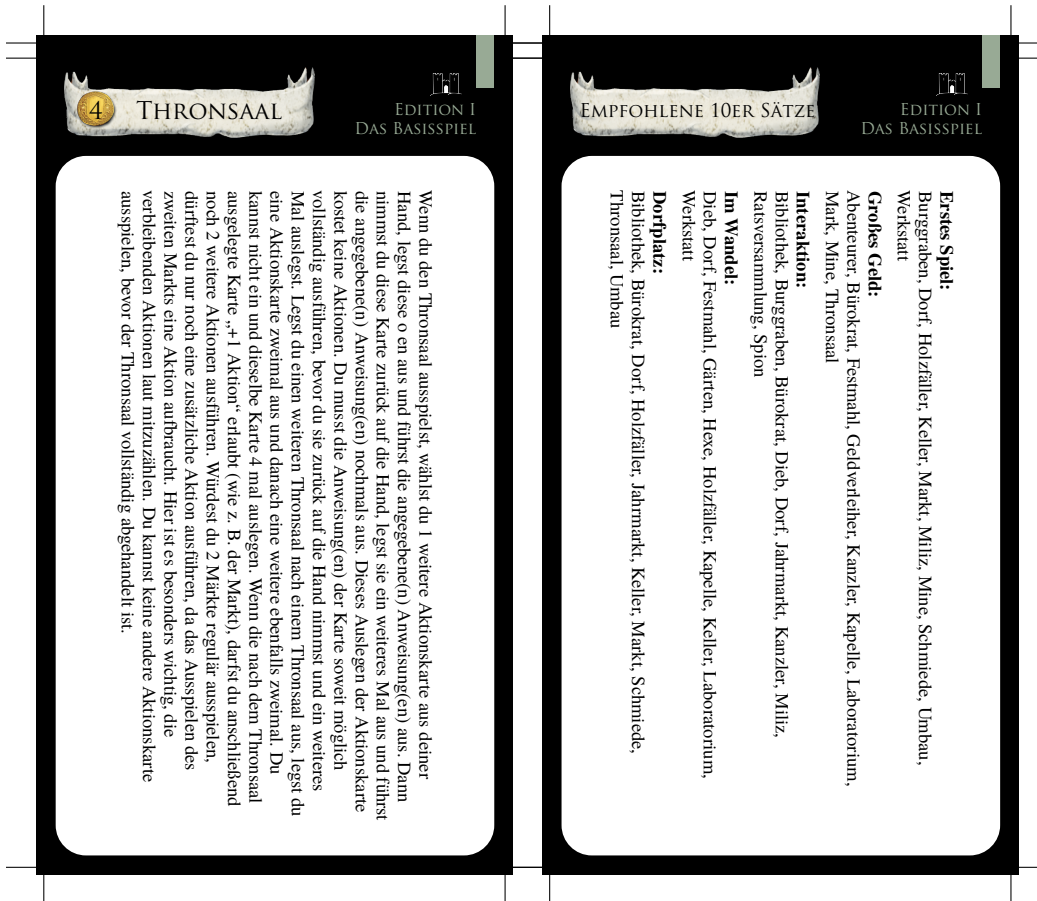 4
THRONSAAL
EDITION I
DAS BASISSPIEL
Wenn du den Thronsaal ausspielst, wählst du 1 weitere Aktionskarte aus deiner
Hand, legst diese o en aus und führst die angegebene(n) Anweisung(en) aus. Dann
nimmst du diese Karte zurück auf die Hand, legst sie ein weiteres Mal aus und führst
die angegebene(n) Anweisung(en) nochmals aus. Dieses Auslegen der Aktionskarte
kostet keine Aktionen. Du musst die Anweisung(en) der Karte soweit möglich
vollständig ausführen, bevor du sie zurück auf die Hand nimmst und ein weiteres
Mal auslegst. Legst du einen weiteren Thronsaal nach einem Thronsaal aus, legst du
eine Aktionskarte zweimal aus und danach eine weitere ebenfalls zweimal. Du
kannst nicht ein und dieselbe Karte 4 mal auslegen. Wenn die nach dem Thronsaal
ausgelegte Karte „+1 Aktion“ erlaubt (wie z. B. der Markt), darfst du anschließend
noch 2 weitere Aktionen ausführen. Würdest du 2 Märkte regulär ausspielen,
dürftest du nur noch eine zusätzliche Aktion ausführen, da das Ausspielen des
zweiten Markts eine Aktion aufbraucht. Hier ist es besonders wichtig, die
verbleibenden Aktionen laut mitzuzählen. Du kannst keine andere Aktionskarte
ausspielen, bevor der Thronsaal vollständig abgehandelt ist.
EMPFOHLENE 10ER SÄTZE
EDITION I
DAS BASISSPIEL
Erstes Spiel:
Burggraben, Dorf, Holzfäller, Keller, Markt, Miliz, Mine, Schmiede, Umbau,
Werkstatt
Großes Geld:
Abenteurer, Bürokrat, Festmahl, Geldverleiher, Kanzler, Kapelle, Laboratorium,
Mark, Mine, Thronsaal
Interaktion:
Bibliothek, Burggraben, Bürokrat, Dieb, Dorf, Jahrmarkt, Kanzler, Miliz,
Ratsversammlung, Spion
Im Wandel:
Dieb, Dorf, Festmahl, Gärten, Hexe, Holzfäller, Kapelle, Keller, Laboratorium,
Werkstatt
Dorfplatz:
Bibliothek, Bürokrat, Dorf, Holzfäller, Jahrmarkt, Keller, Markt, Schmiede,
Thronsaal, Umbau